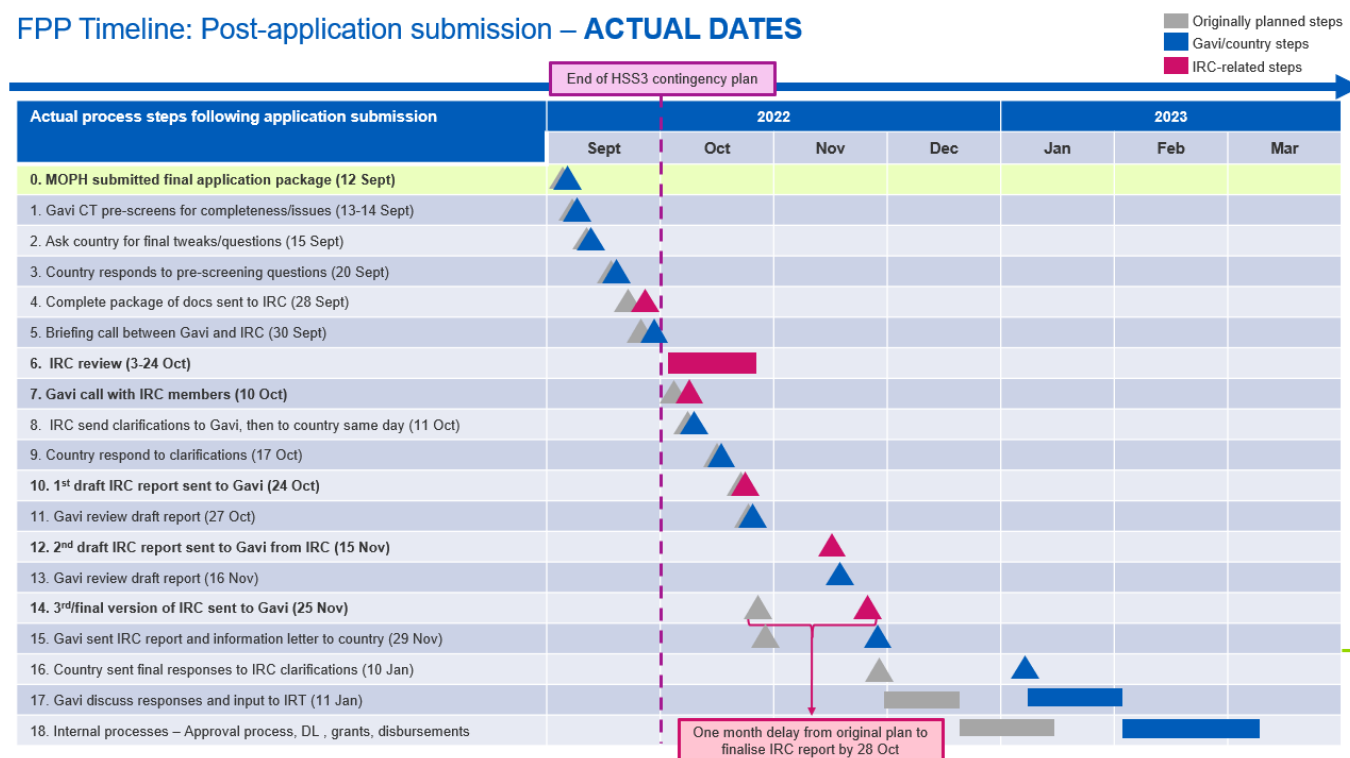 FPP Timeline: Post-application submission – ACTUAL DATES
Originally planned steps
Gavi/country steps
IRC-related steps
End of HSS3 contingency plan
Actual process steps following application submission
2022
2023
Sept
Oct
Nov
Dec
Jan
Feb
Mar
0. MOPH submitted final application package (12 Sept)
1. Gavi CT pre-screens for completeness/issues (13-14 Sept)
2. Ask country for final tweaks/questions (15 Sept)
3. Country responds to pre-screening questions (20 Sept)
4. Complete package of docs sent to IRC (28 Sept)
5. Briefing call between Gavi and IRC (30 Sept)
6. IRC review (3-24 Oct)
7. Gavi call with IRC members (10 Oct)
8. IRC send clarifications to Gavi, then to country same day (11 Oct)
9. Country respond to clarifications (17 Oct)
10. 1st draft IRC report sent to Gavi (24 Oct)
11. Gavi review draft report (27 Oct)
12. 2nd draft IRC report sent to Gavi from IRC (15 Nov)
13. Gavi review draft report (16 Nov)
14. 3rd/final version of IRC sent to Gavi (25 Nov)
15. Gavi sent IRC report and information letter to country (29 Nov)
16. Country sent final responses to IRC clarifications (10 Jan)
17. Gavi discuss responses and input to IRT (11 Jan)
18. Internal processes – Approval process, DL , grants, disbursements
One month delay from original plan to
finalise IRC report by 28 Oct